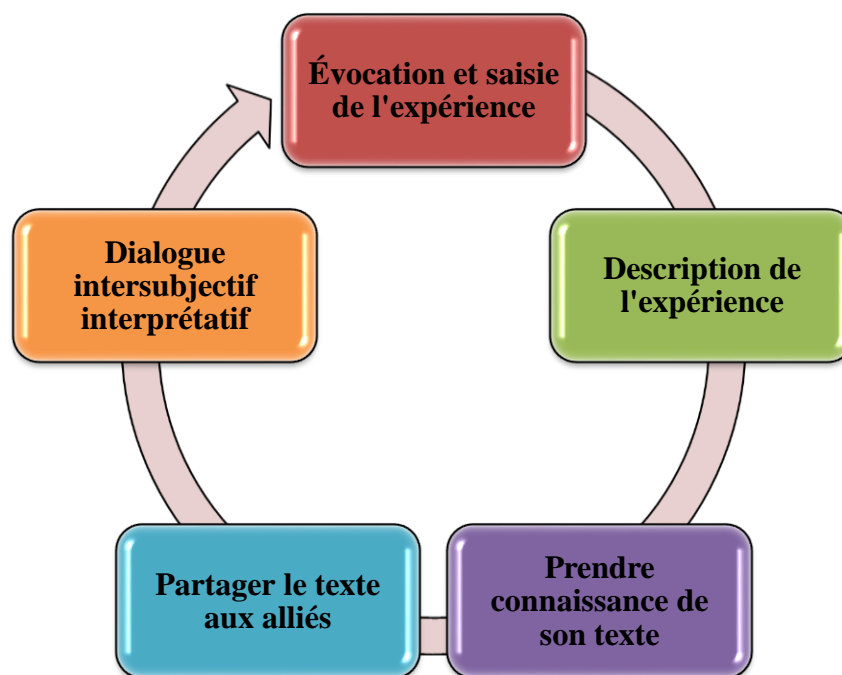 Évocation et saisie
de l'expérience
Description de
l'expérience
Prendre
connaissance de
son texte
Partager le texte
aux alliés
Dialogue
intersubjectif
interprétatif